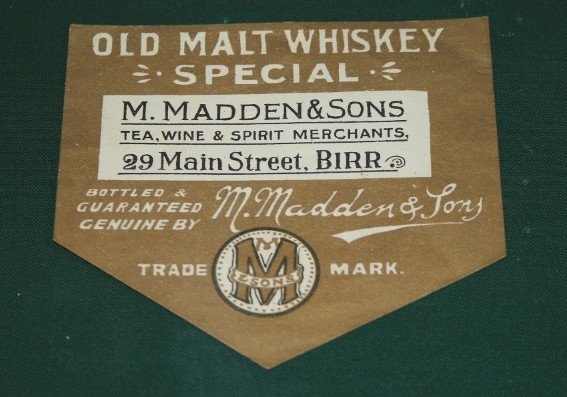 OLD MALT WHISKEY
SPECIAL
M. MADDEN & SONS
TEA, WINE & SPIRIT MERCHANTS,
29 Main Street, BIRR
BOTTLED &
GUARANTEED
GENUINE BY
M. Madden & Sons
TRADE
M
M
& SONS
MARK.